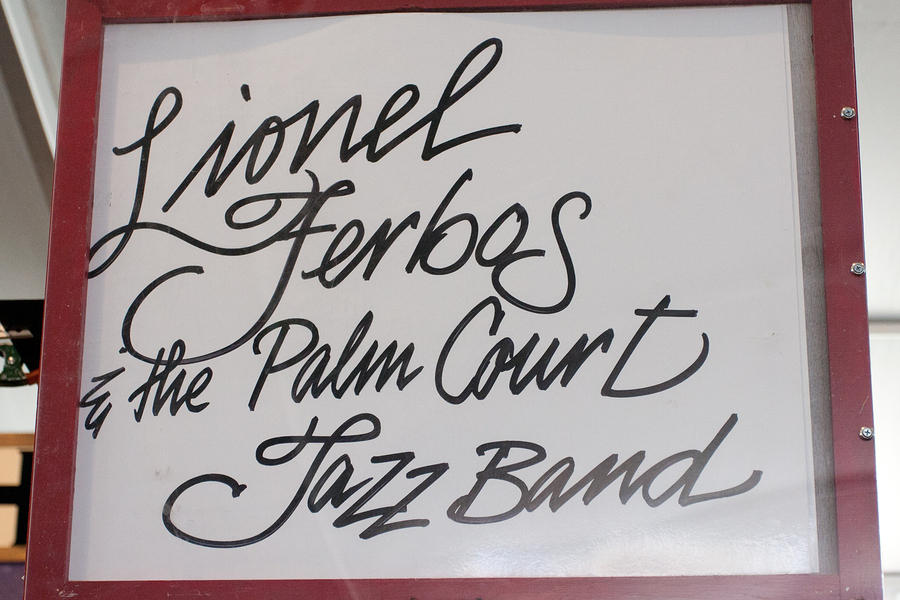 Lionel
Ferbos
& the Palm Court
Jazz Band